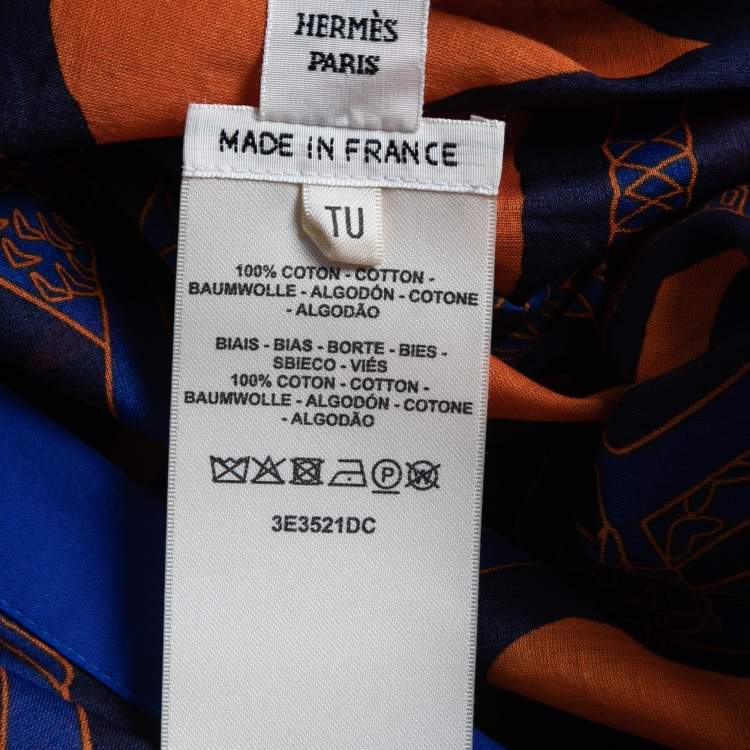 HERMÈS
PARIS
MADE IN FRANCE
TU
100% COTON - COTTON -
BAUMWOLLE - ALGODÓN - COTONE
- ALGODÃO
BIAIS - BIAS - BORTE - BIES -
SBIECO - VIÉS
100% COTON - COTTON -
BAUMWOLLE - ALGODÓN - COTONE
- ALGODÃO
P W
3E3521DC